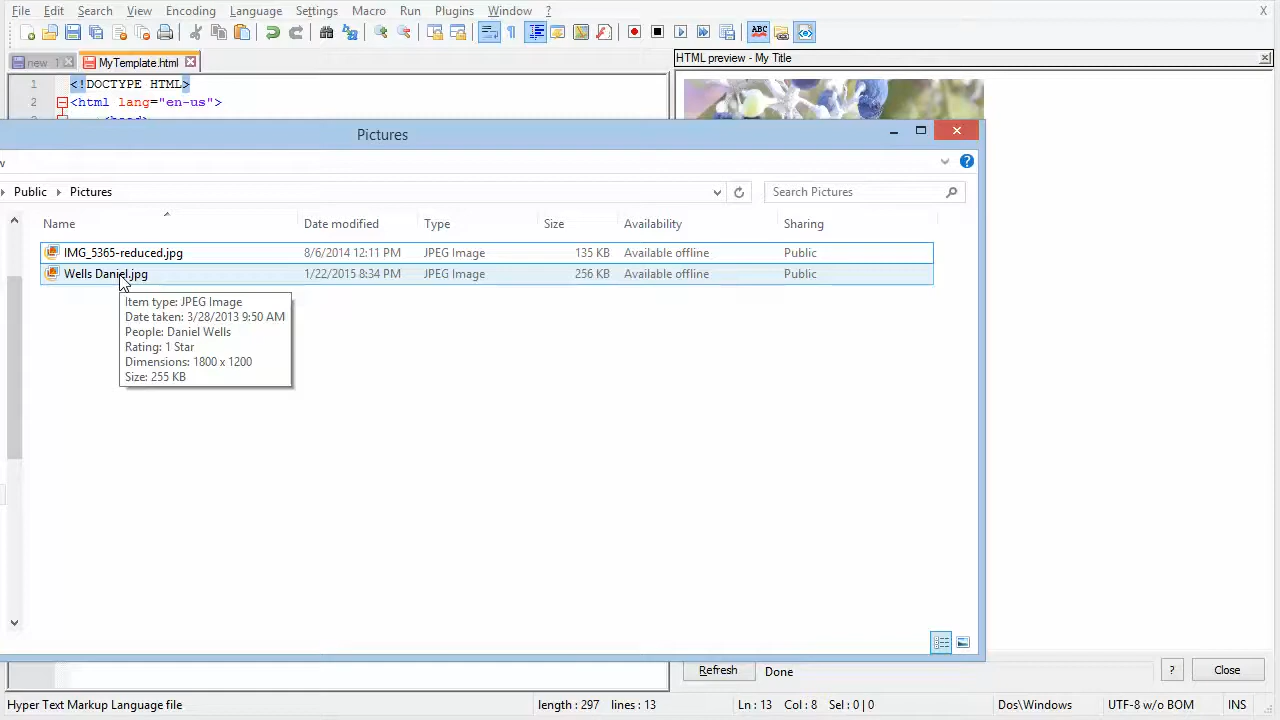 File Edit Search View Encoding Language Settings Macro Run Plugins Window ? X
new 1 MyTemplate.html
HTML preview - My Title
1 <!DOCTYPE HTML>
2 <html lang="en-us">
Pictures
Public Pictures
Search Pictures
Name Date modified Type Size Availability Sharing
IMG_5365-reduced.jpg 8/6/2014 12:11 PM JPEG Image 135 KB Available offline Public
Wells Daniel.jpg 1/22/2015 8:34 PM JPEG Image 256 KB Available offline Public
Item type: JPEG Image
Date taken: 3/28/2013 9:50 AM
People: Daniel Wells
Rating: 1 Star
Dimensions: 1800 x 1200
Size: 255 KB
Refresh Done ? Close
Hyper Text Markup Language file length : 297 lines : 13 Ln : 13 Col : 8 Sel : 0 | 0 Dos\Windows UTF-8 w/o BOM INS